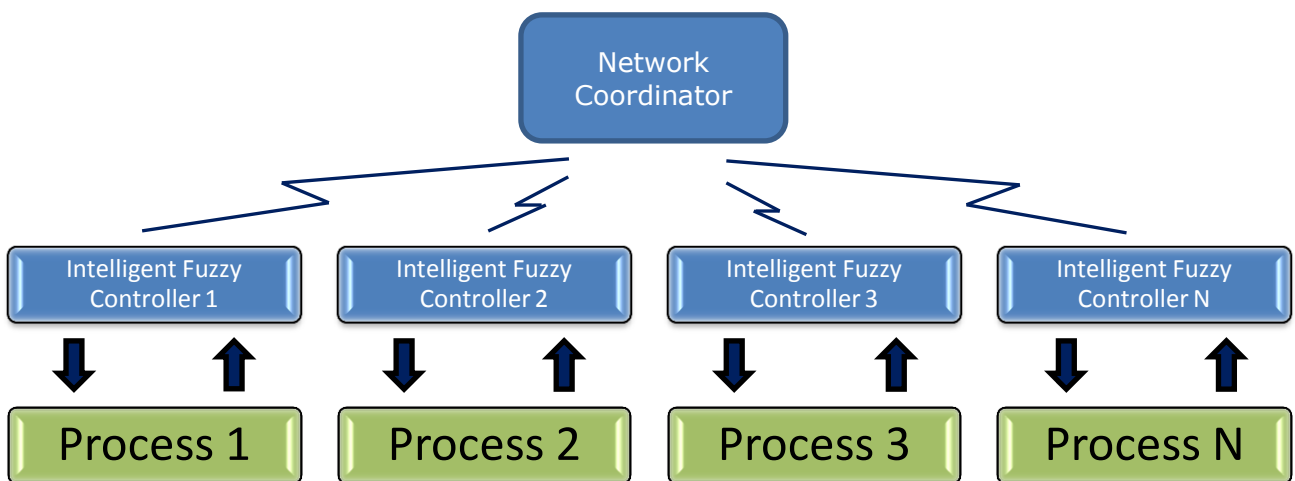 Network
Coordinator
Intelligent Fuzzy
Controller 1
Intelligent Fuzzy
Controller 2
Intelligent Fuzzy
Controller 3
Intelligent Fuzzy
Controller N
Process 1
Process 2
Process 3
Process N